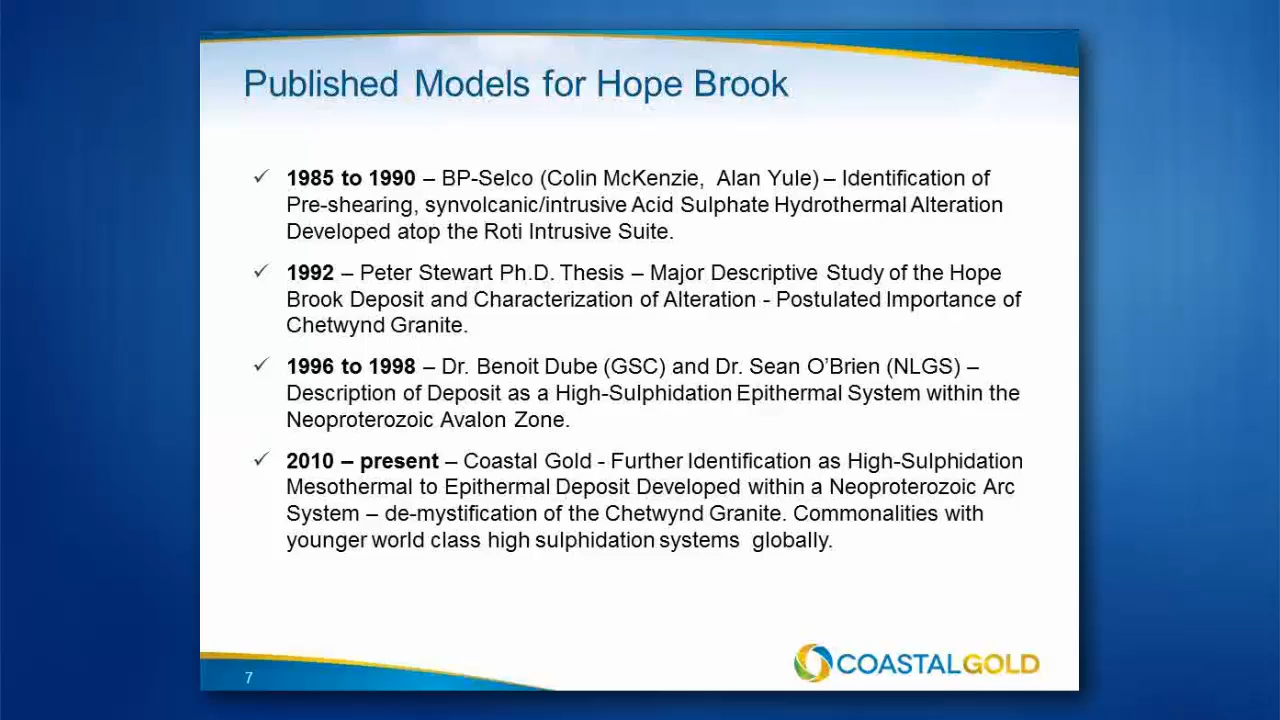 Published Models for Hope Brook
✓ 1985 to 1990 – BP-Selco (Colin McKenzie, Alan Yule) – Identification of
Pre-shearing, synvolcanic/intrusive Acid Sulphate Hydrothermal Alteration
Developed atop the Roti Intrusive Suite.
✓ 1992 – Peter Stewart Ph.D. Thesis – Major Descriptive Study of the Hope
Brook Deposit and Characterization of Alteration - Postulated Importance of
Chetwynd Granite.
✓ 1996 to 1998 – Dr. Benoit Dube (GSC) and Dr. Sean O’Brien (NLGS) –
Description of Deposit as a High-Sulphidation Epithermal System within the
Neoproterozoic Avalon Zone.
✓ 2010 – present – Coastal Gold - Further Identification as High-Sulphidation
Mesothermal to Epithermal Deposit Developed within a Neoproterozoic Arc
System – de-mystification of the Chetwynd Granite. Commonalities with
younger world class high sulphidation systems globally.
7
COASTALGOLD